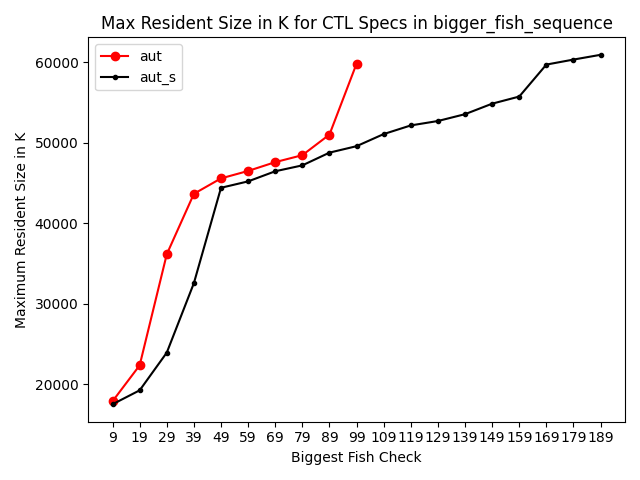 Max Resident Size in K for CTL Specs in bigger_fish_sequence
aut
aut_s
60000
50000
40000
30000
20000
Maximum Resident Size in K
9 19 29 39 49 59 69 79 89 99 109 119 129 139 149 159 169 179 189
Biggest Fish Check